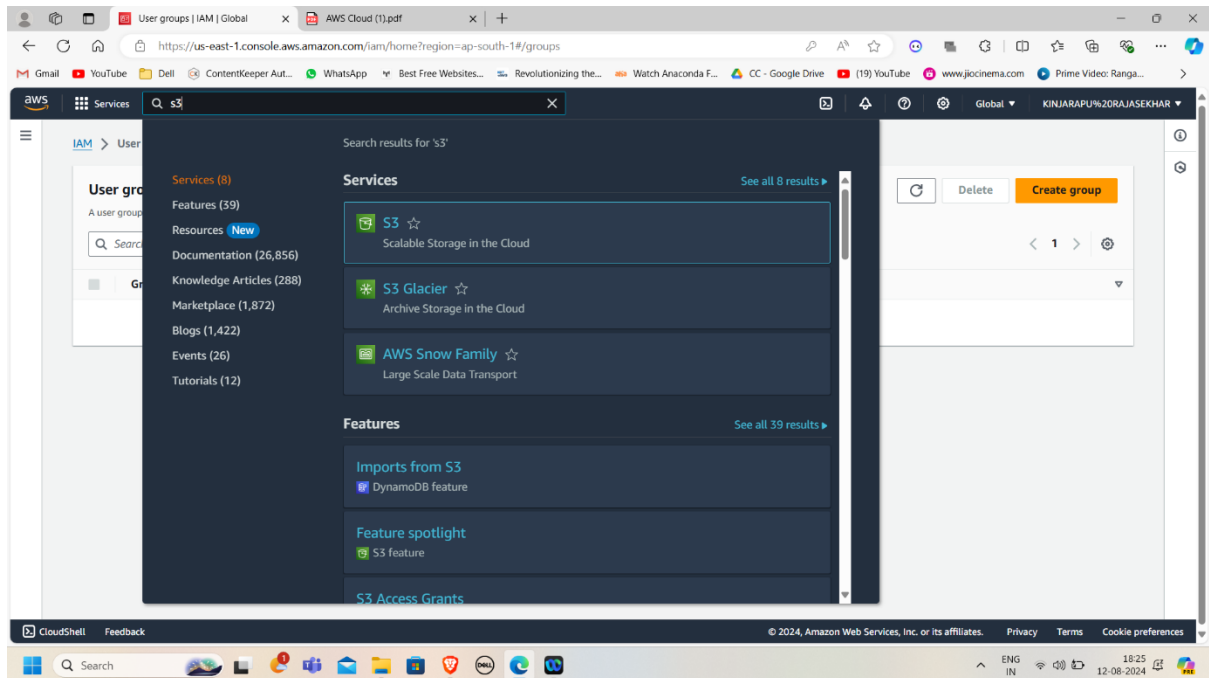 User groups | IAM | Global
AWS Cloud (1).pdf
https://us-east-1.console.aws.amazon.com/iam/home?region=ap-south-1#/groups
Gmail YouTube Dell ContentKeeper Aut... WhatsApp Best Free Websites... Revolutionizing the... Watch Anaconda F... CC - Google Drive (19) YouTube www.jiocinema.com Prime Video: Ranga...
aws Services s3 Global KINJARAPU%20RAJASEKHAR
IAM > User
Search results for 's3'
User gro
A user group
Searc
Gr
Delete Create group
1
Services (8)
Features (39)
Resources New
Documentation (26,856)
Knowledge Articles (288)
Marketplace (1,872)
Blogs (1,422)
Events (26)
Tutorials (12)
Services See all 8 results
S3
Scalable Storage in the Cloud
S3 Glacier
Archive Storage in the Cloud
AWS Snow Family
Large Scale Data Transport
Features See all 39 results
Imports from S3
DynamoDB feature
Feature spotlight
S3 feature
S3 Access Grants
CloudShell Feedback © 2024, Amazon Web Services, Inc. or its affiliates. Privacy Terms Cookie preferences
Search
DELL
ENG
IN
18:25
12-08-2024
PRE